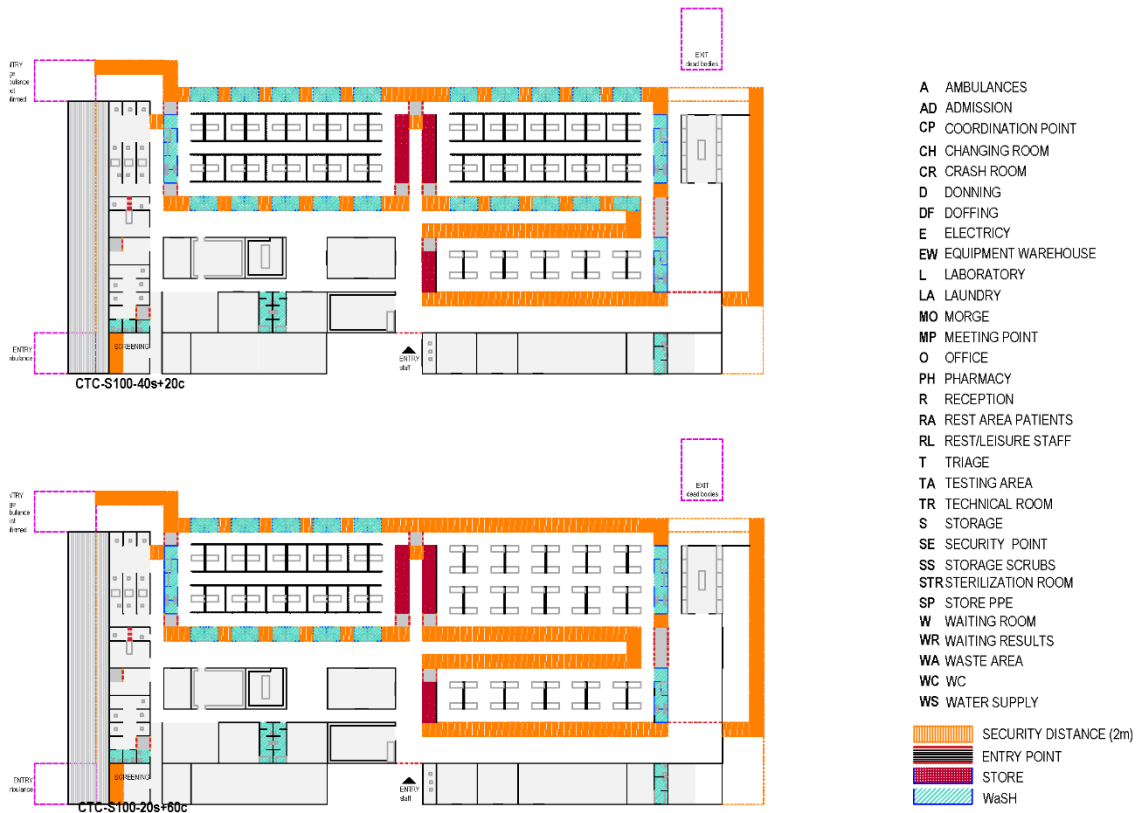 EXIT
dead bodies
SCREENING
ENTRY
ENTRY
staff
CTC-S100-40s+20c
EXIT
dead bodies
SCREENING
ENTRY
ENTRY
staff
CTC-S100-20s+60c
A AMBULANCES
AD ADMISSION
CP COORDINATION POINT
CH CHANGING ROOM
CR CRASH ROOM
D DONNING
DF DOFFING
E ELECTRICY
EW EQUIPMENT WAREHOUSE
L LABORATORY
LA LAUNDRY
MO MORGE
MP MEETING POINT
O OFFICE
PH PHARMACY
R RECEPTION
RA REST AREA PATIENTS
RL REST/LEISURE STAFF
T TRIAGE
TA TESTING AREA
TR TECHNICAL ROOM
S STORAGE
SE SECURITY POINT
SS STORAGE SCRUBS
STR STERILIZATION ROOM
SP STORE PPE
W WAITING ROOM
WR WAITING RESULTS
WA WASTE AREA
WC WC
WS WATER SUPPLY
SECURITY DISTANCE (2m)
ENTRY POINT
STORE
WaSH